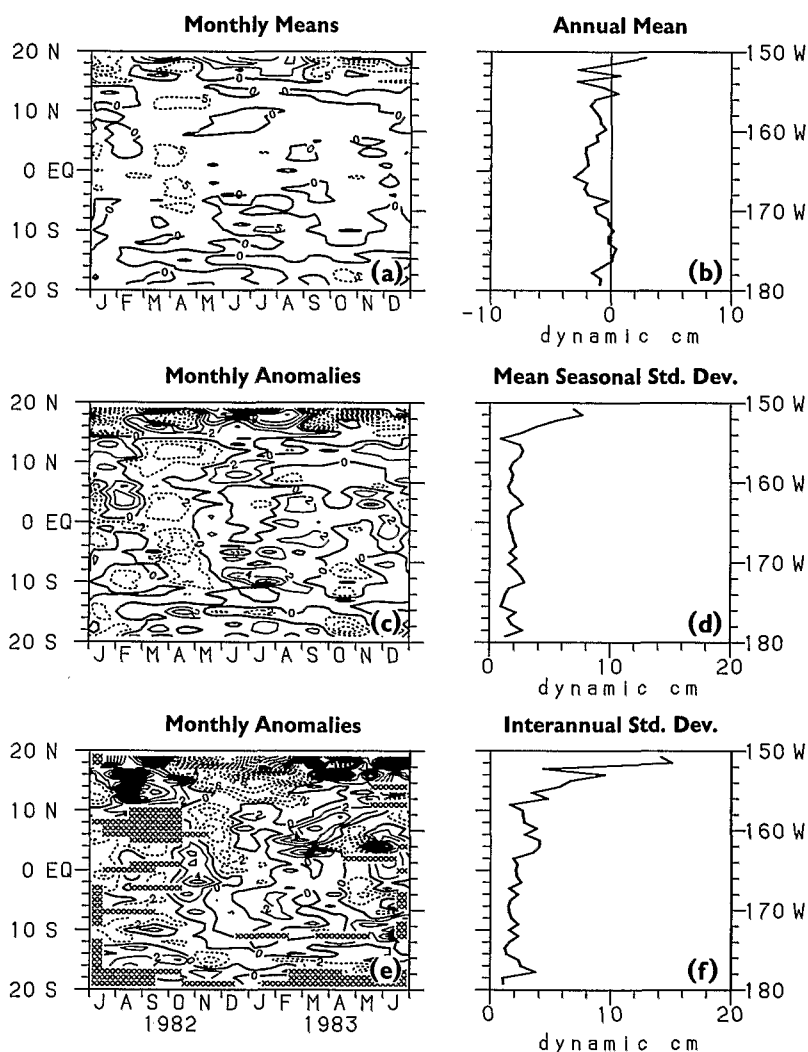 Monthly Means
Annual Mean
20 N
10 N
0 EQ
10 S
20 S
J F M A M J J A S O N D
(a)
150 W
160 W
170 W
180
(b)
-10 0 10
dynamic cm
Monthly Anomalies
Mean Seasonal Std. Dev.
20 N
10 N
0 EQ
10 S
20 S
J F M A M J J A S O N D
(c)
150 W
160 W
170 W
180
(d)
0 10 20
dynamic cm
Monthly Anomalies
Interannual Std. Dev.
20 N
10 N
0 EQ
10 S
20 S
J A S O N D J F M A M J
1982 1983
(e)
150 W
160 W
170 W
180
(f)
0 10 20
dynamic cm